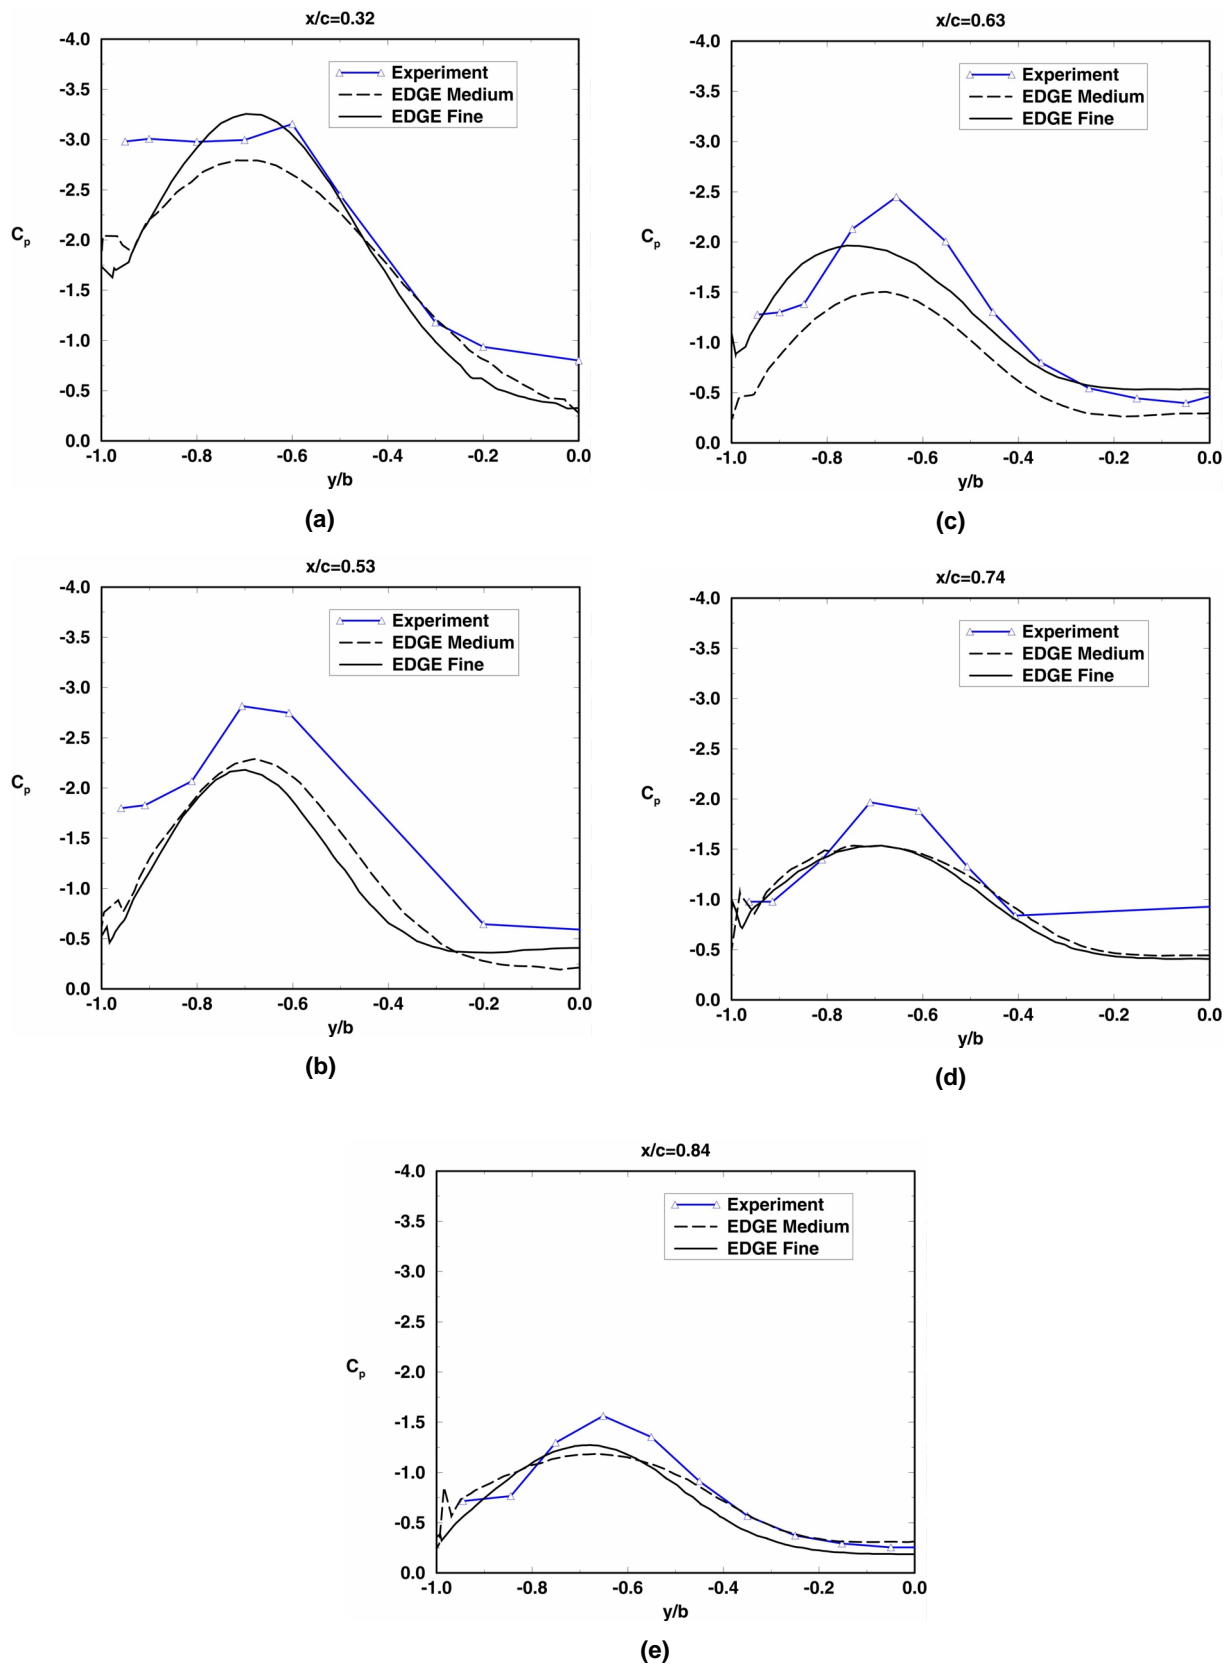 x/c=0.32
-4.0
-3.5
-3.0
-2.5
-2.0
-1.5
-1.0
-0.5
0.0
Cp
Experiment
EDGE Medium
EDGE Fine
-1.0 -0.8 -0.6 -0.4 -0.2 0.0
y/b
(a)
x/c=0.63
-4.0
-3.5
-3.0
-2.5
-2.0
-1.5
-1.0
-0.5
0.0
Cp
Experiment
EDGE Medium
EDGE Fine
-1.0 -0.8 -0.6 -0.4 -0.2 0.0
y/b
(c)
x/c=0.53
-4.0
-3.5
-3.0
-2.5
-2.0
-1.5
-1.0
-0.5
0.0
Cp
Experiment
EDGE Medium
EDGE Fine
-1.0 -0.8 -0.6 -0.4 -0.2 0.0
y/b
(b)
x/c=0.74
-4.0
-3.5
-3.0
-2.5
-2.0
-1.5
-1.0
-0.5
0.0
Cp
Experiment
EDGE Medium
EDGE Fine
-1.0 -0.8 -0.6 -0.4 -0.2 0.0
y/b
(d)
x/c=0.84
-4.0
-3.5
-3.0
-2.5
-2.0
-1.5
-1.0
-0.5
0.0
Cp
Experiment
EDGE Medium
EDGE Fine
-1.0 -0.8 -0.6 -0.4 -0.2 0.0
y/b
(e)